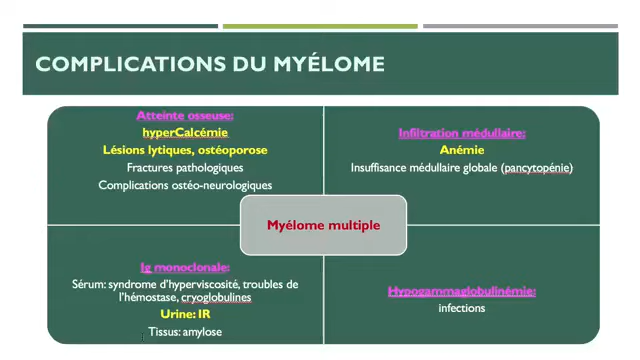 COMPLICATIONS DU MYÉLOME
Atteinte osseuse:
hyperCalcémie
Lésions lytiques, ostéoporose
Fractures pathologiques
Complications ostéo-neurologiques
Infiltration médullaire:
Anémie
Insuffisance médullaire globale (pancytopénie)
Myélome multiple
Ig monoclonale:
Sérum: syndrome d'hyperviscosité, troubles de
l'hémostase, cryoglobulines
Urine: IR
Tissus: amylose
Hypogammaglobulinémie:
infections